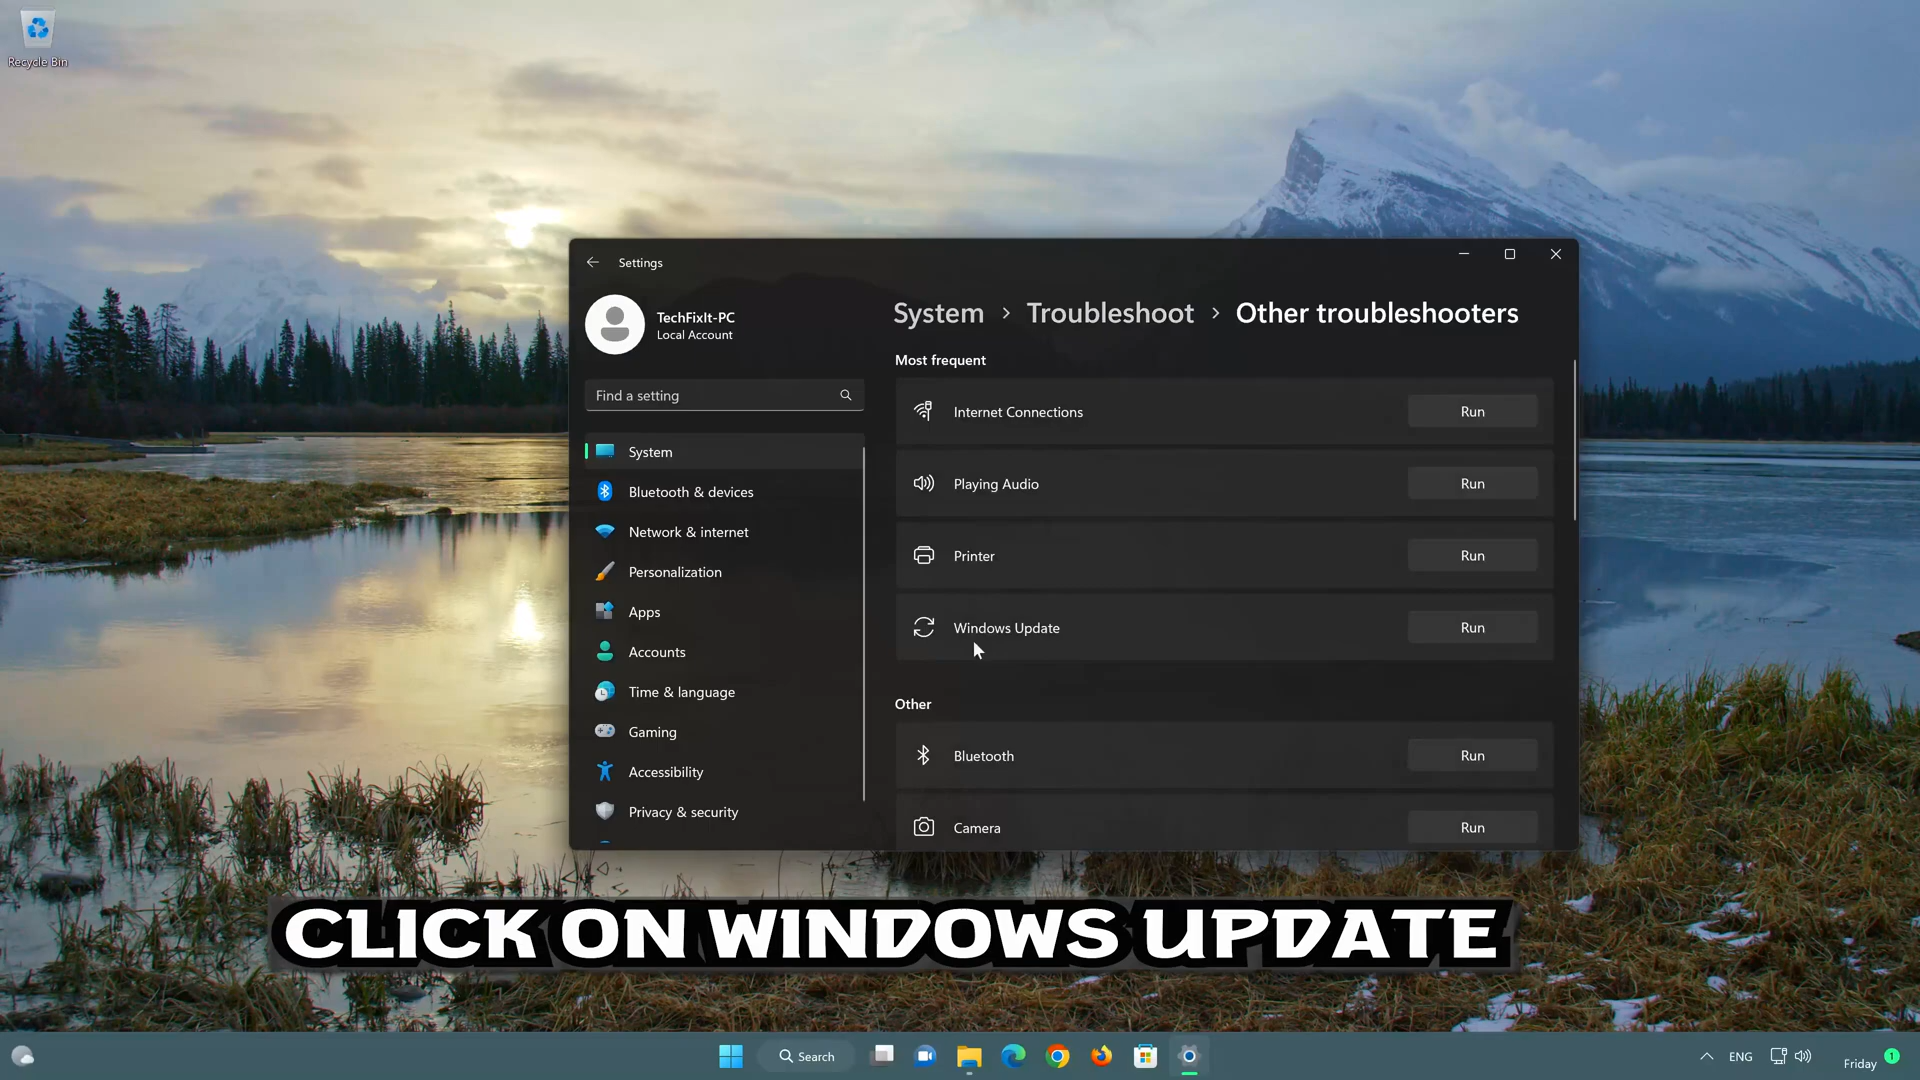 Recycle Bin
Settings
TechFixIt-PC
Local Account
Find a setting
System
Bluetooth & devices
Network & internet
Personalization
Apps
Accounts
Time & language
Gaming
Accessibility
Privacy & security
System > Troubleshoot > Other troubleshooters
Most frequent
Internet Connections Run
Playing Audio Run
Printer Run
Windows Update Run
Other
Bluetooth Run
Camera Run
CLICK ON WINDOWS UPDATE
Search
ENG
Friday 1